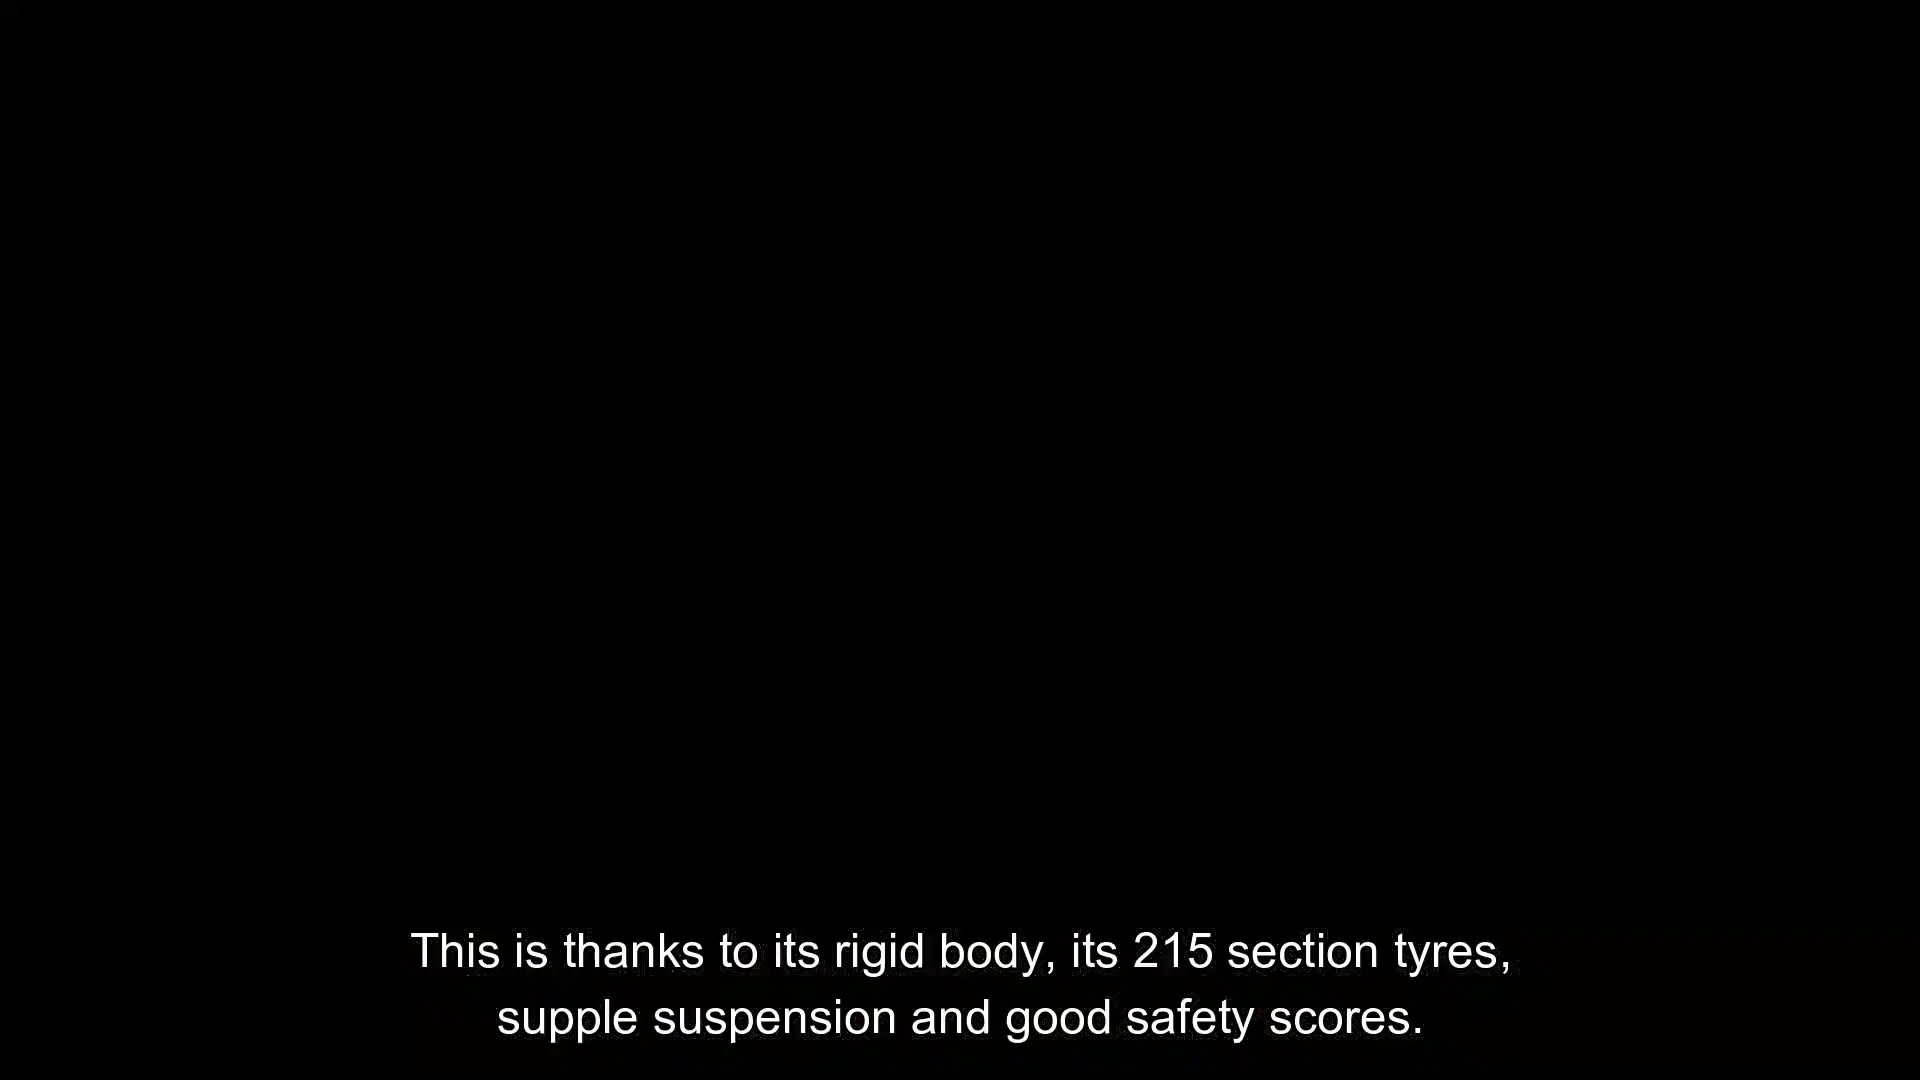 This is thanks to its rigid body, its 215 section tyres,
supple suspension and good safety scores.